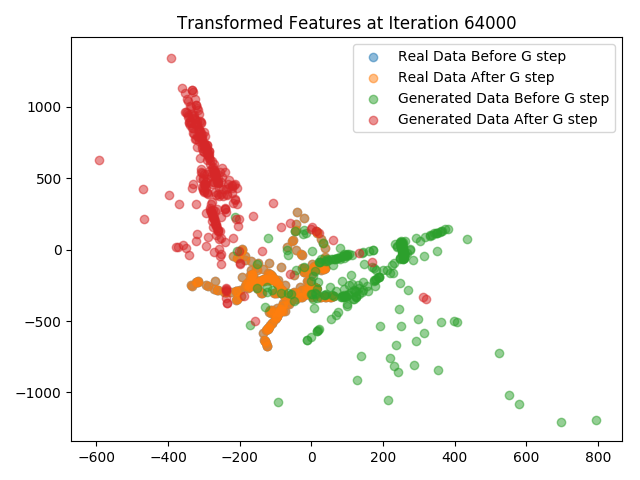 Transformed Features at Iteration 64000
Real Data Before G step
Real Data After G step
Generated Data Before G step
Generated Data After G step
1000
500
0
−500
−1000
−600 −400 −200 0 200 400 600 800